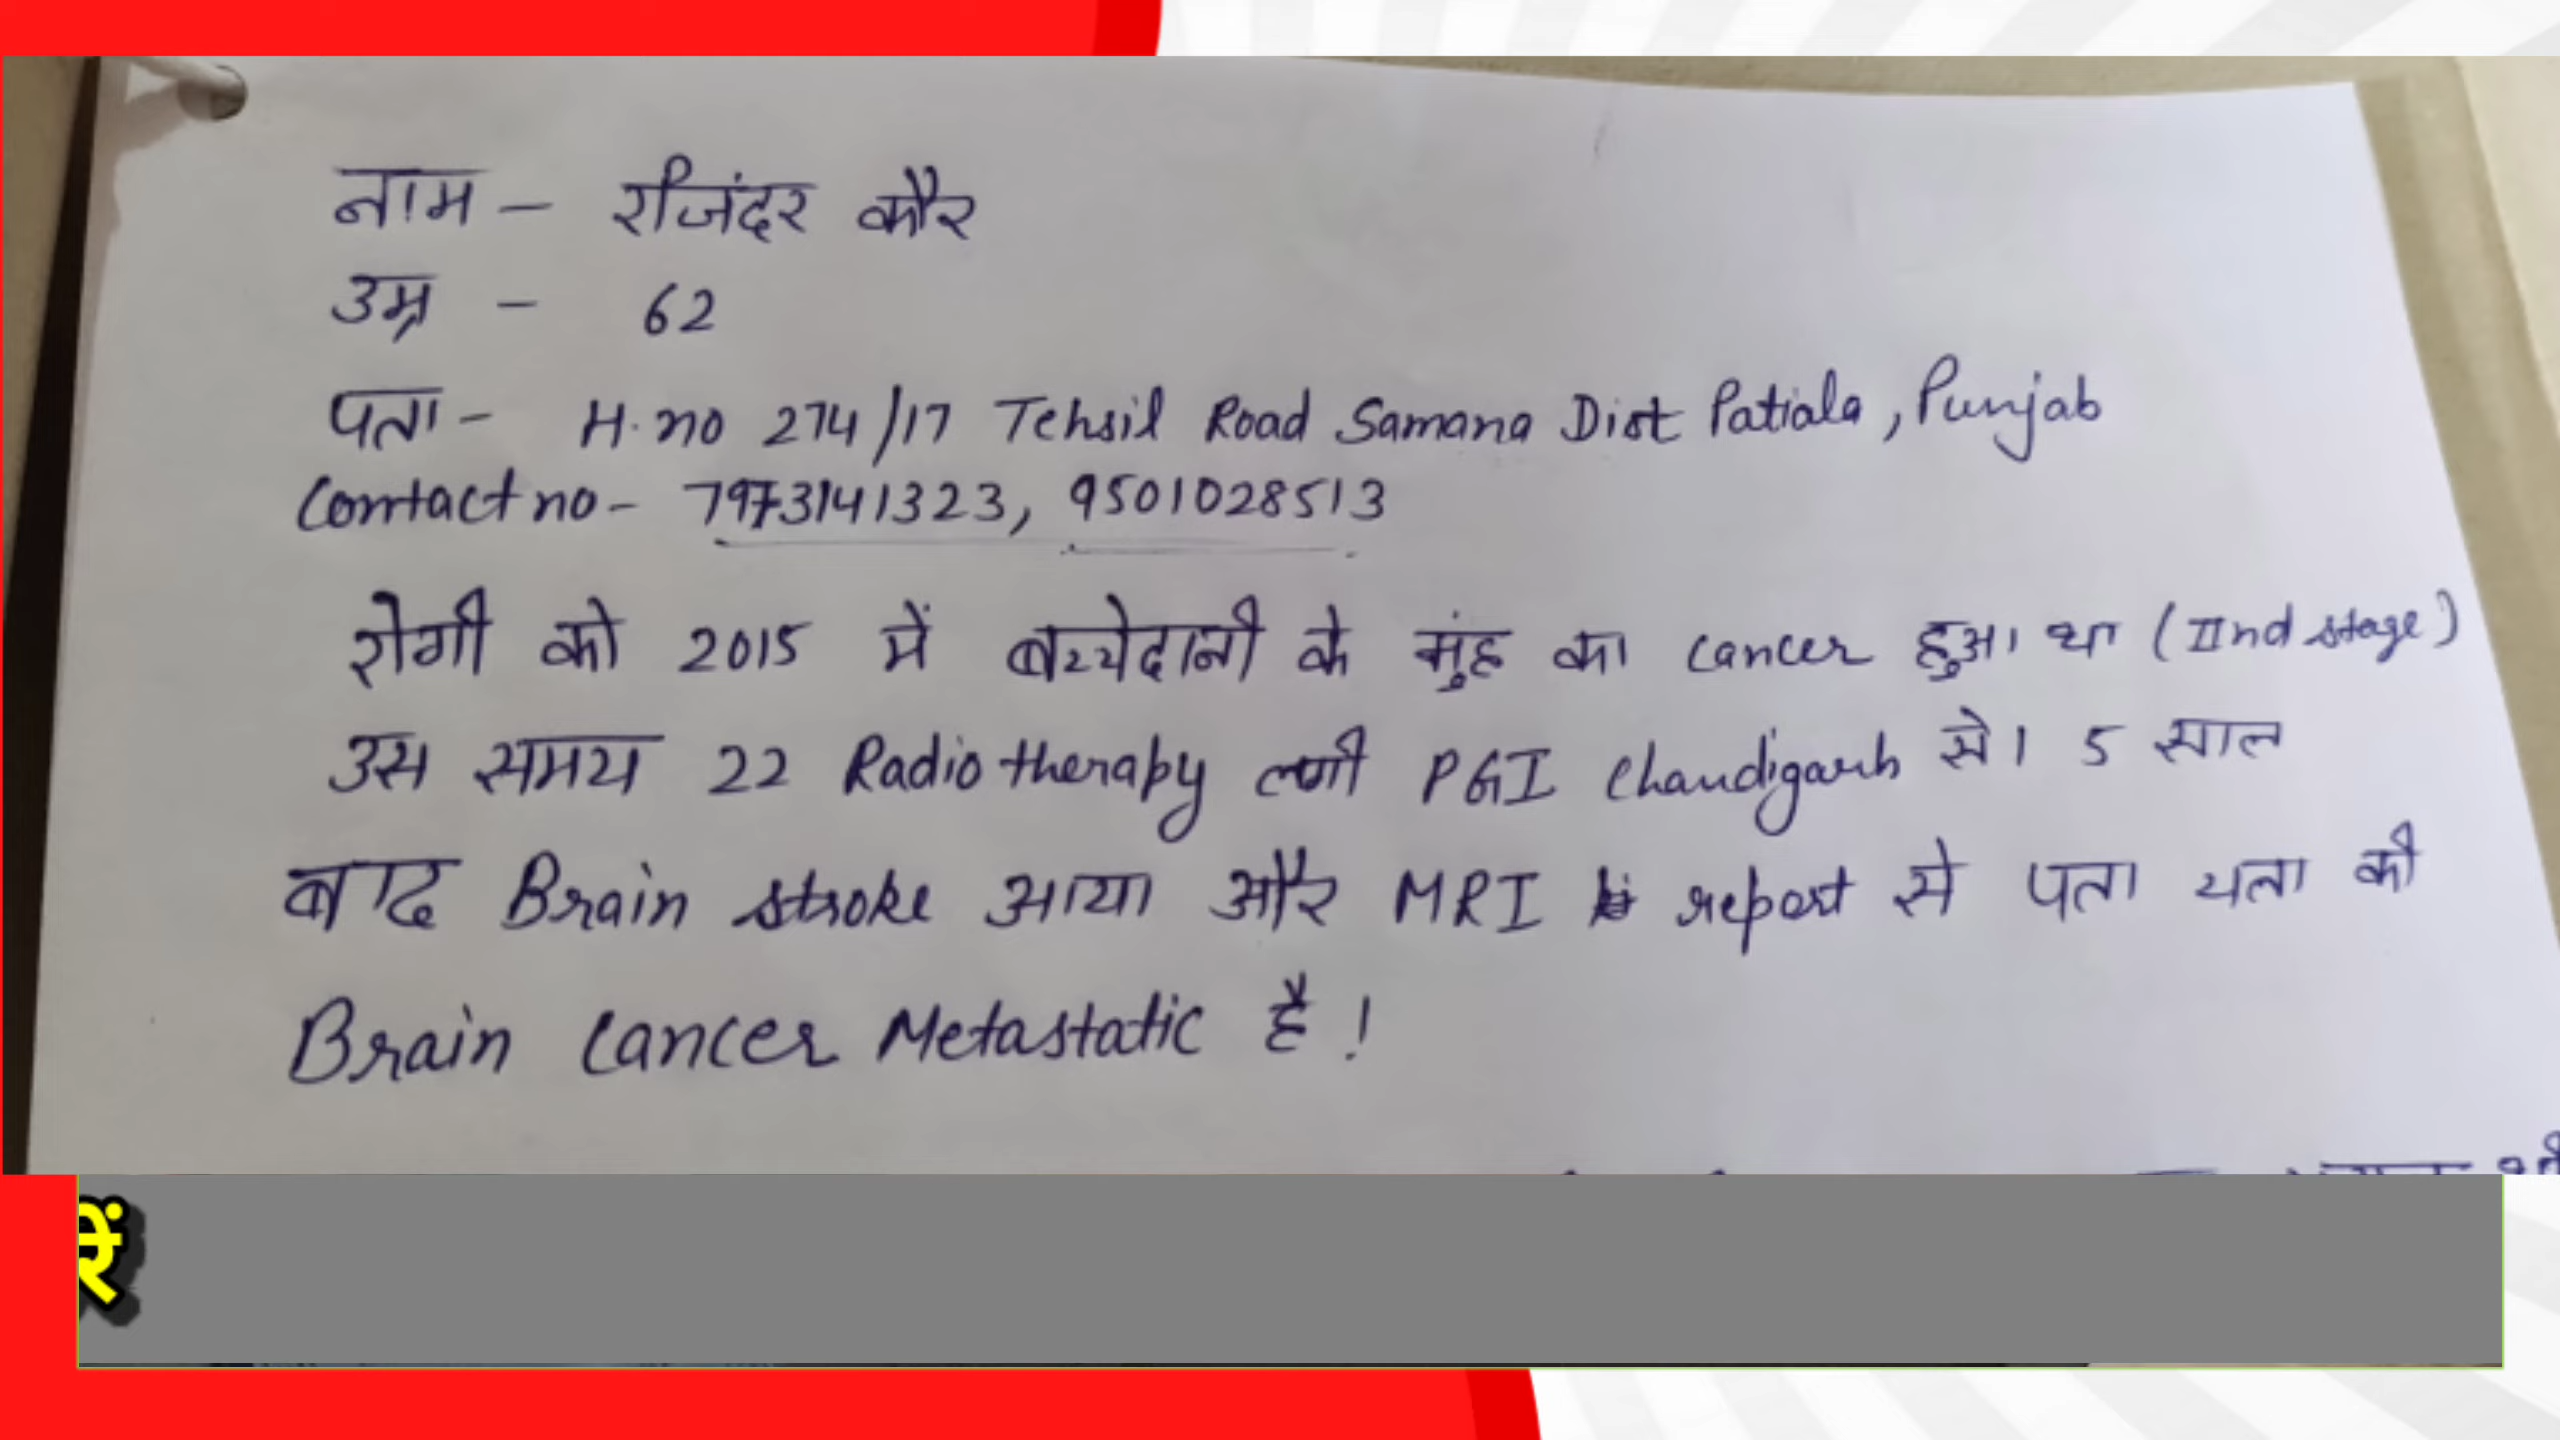 नाम - रजिंदर कौर
उम्र - 62
पता - H.no 274/17 Tehsil Road Samana Dist Patiala, Punjab
Contact no - 7973141323, 9501028513
रोगी को 2015 में बच्चेदानी के मुंह का cancer हुआ था (IInd stage)
उस समय 22 Radiotherapy लगी PGI Chandigarh से। 5 साल
बाद Brain stroke आया और MRI report से पता चला की
Brain Cancer Metastatic है!
रें